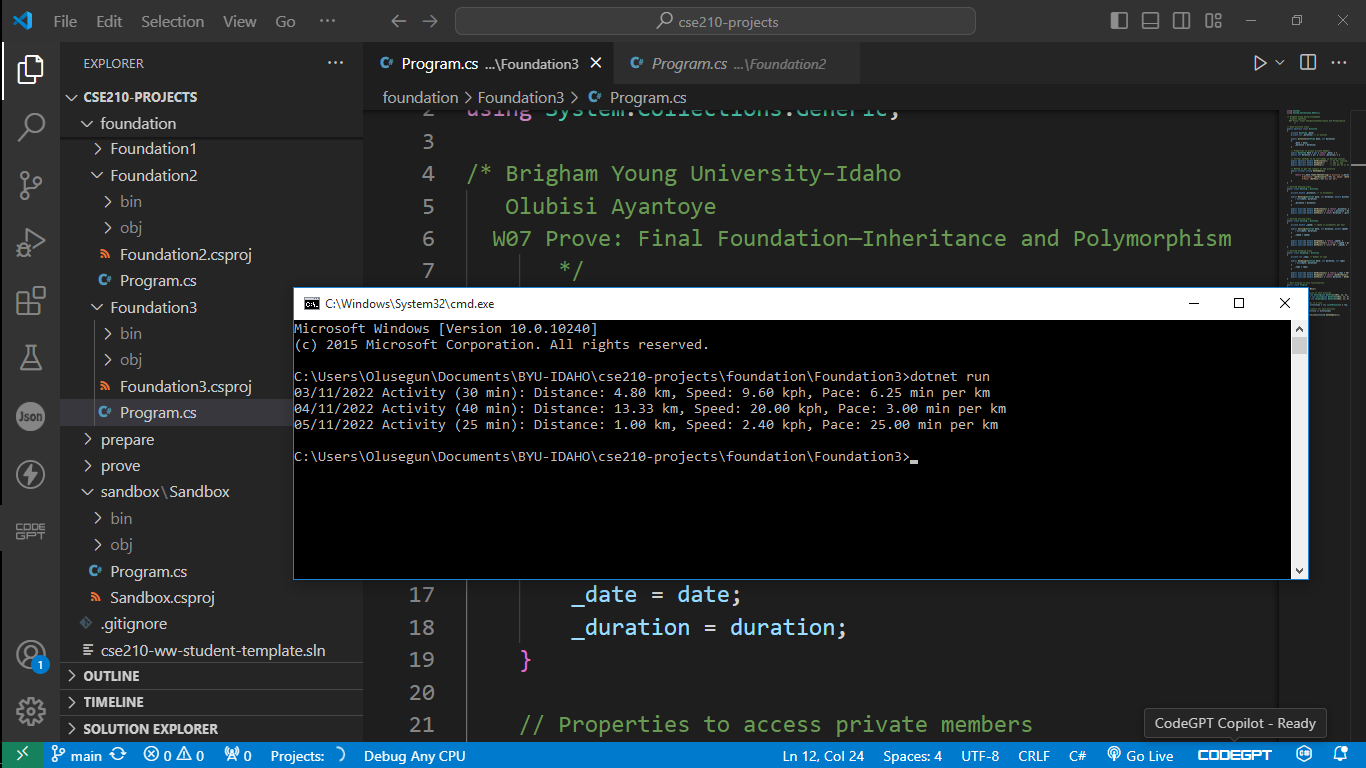 File Edit Selection View Go ··· cse210-projects
EXPLORER ···
CSE210-PROJECTS
foundation
Foundation1
Foundation2
bin
obj
Foundation2.csproj
Program.cs
Foundation3
bin
obj
Foundation3.csproj
Program.cs
prepare
prove
sandbox\Sandbox
bin
obj
Program.cs
Sandbox.csproj
.gitignore
cse210-ww-student-template.sln
OUTLINE
TIMELINE
SOLUTION EXPLORER
Json
CODE
GPT
1
Program.cs ...\Foundation3 Program.cs ...\Foundation2
foundation > Foundation3 > Program.cs
2 using System.Collections.Generic;
3
4 /* Brigham Young University-Idaho
5 Olubisi Ayantoye
6 W07 Prove: Final Foundation—Inheritance and Polymorphism
7 */
C:\Windows\System32\cmd.exe
Microsoft Windows [Version 10.0.10240]
(c) 2015 Microsoft Corporation. All rights reserved.
C:\Users\Olusegun\Documents\BYU-IDAHO\cse210-projects\foundation\Foundation3>dotnet run
03/11/2022 Activity (30 min): Distance: 4.80 km, Speed: 9.60 kph, Pace: 6.25 min per km
04/11/2022 Activity (40 min): Distance: 13.33 km, Speed: 20.00 kph, Pace: 3.00 min per km
05/11/2022 Activity (25 min): Distance: 1.00 km, Speed: 2.40 kph, Pace: 25.00 min per km
C:\Users\Olusegun\Documents\BYU-IDAHO\cse210-projects\foundation\Foundation3>
17 _date = date;
18 _duration = duration;
19 }
20
21 // Properties to access private members
CodeGPT Copilot - Ready
main 0 0 0 Projects: Debug Any CPU Ln 12, Col 24 Spaces: 4 UTF-8 CRLF C# Go Live CODEGPT